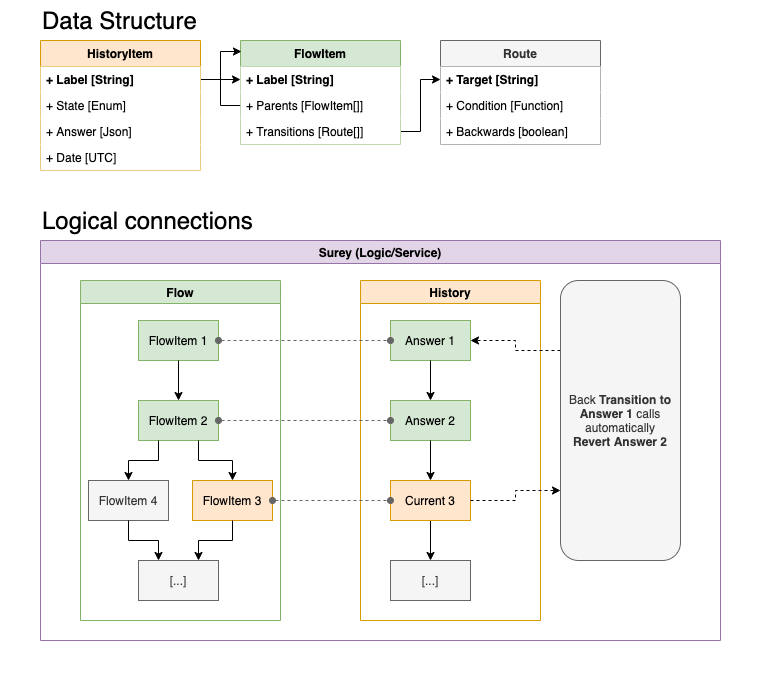 Data Structure
HistoryItem
+ Label [String]
+ State [Enum]
+ Answer [Json]
+ Date [UTC]
FlowItem
+ Label [String]
+ Parents [FlowItem[]]
+ Transitions [Route[]]
Route
+ Target [String]
+ Condition [Function]
+ Backwards [boolean]
Logical connections
Surey (Logic/Service)
Flow
FlowItem 1
FlowItem 2
FlowItem 4
FlowItem 3
[...]
History
Answer 1
Answer 2
Current 3
[...]
Back Transition to
Answer 1 calls
automatically
Revert Answer 2